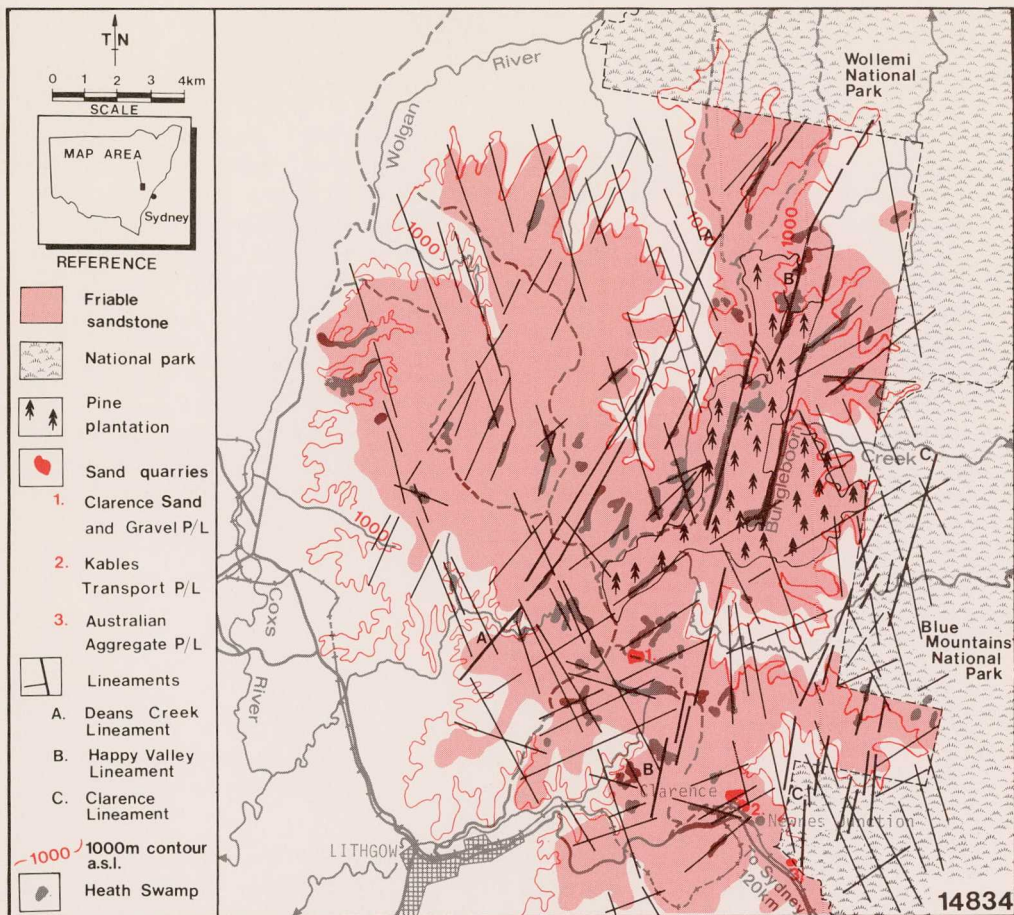 T N
0 1 2 3 4km
SCALE
MAP AREA
Sydney
REFERENCE
Friable
sandstone
National park
Pine
plantation
Sand quarries
1. Clarence Sand
and Gravel P/L
2. Kables
Transport P/L
3. Australian
Aggregate P/L
Lineaments
A. Deans Creek
Lineament
B. Happy Valley
Lineament
C. Clarence
Lineament
1000 1000m contour
a.s.l.
Heath Swamp
River
Wolgan
Wollemi
National
Park
1000
1000
1000
B
Creek
C
Bungleboori
1000
Coxs
River
A
1.
Blue
Mountains
National
Park
B
Clarence
C
2.
Newnes Junction
LITHGOW
To Sydney
120km
14834